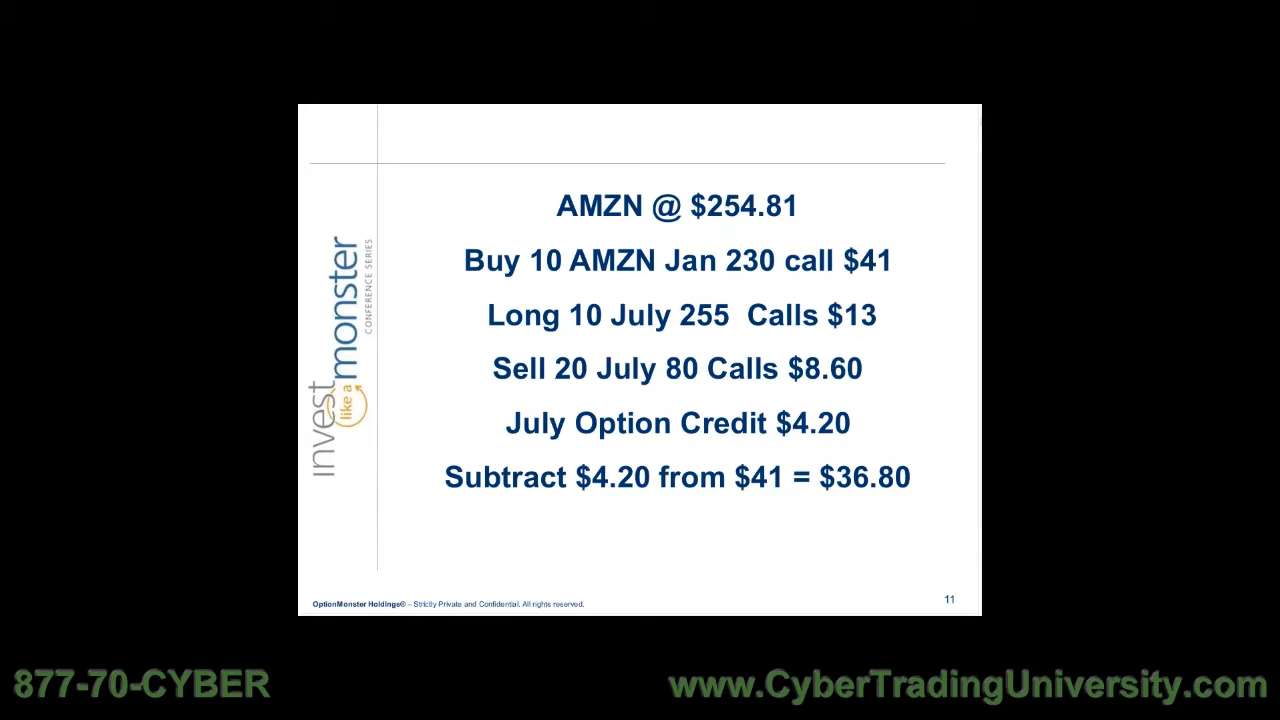 AMZN @ $254.81
Buy 10 AMZN Jan 230 call $41
Long 10 July 255 Calls $13
Sell 20 July 80 Calls $8.60
July Option Credit $4.20
Subtract $4.20 from $41 = $36.80
invest
like a
monster
CONFERENCE SERIES
OptionMonster Holdings© – Strictly Private and Confidential. All rights reserved.
11
877-70-CYBER
www.CyberTradingUniversity.com